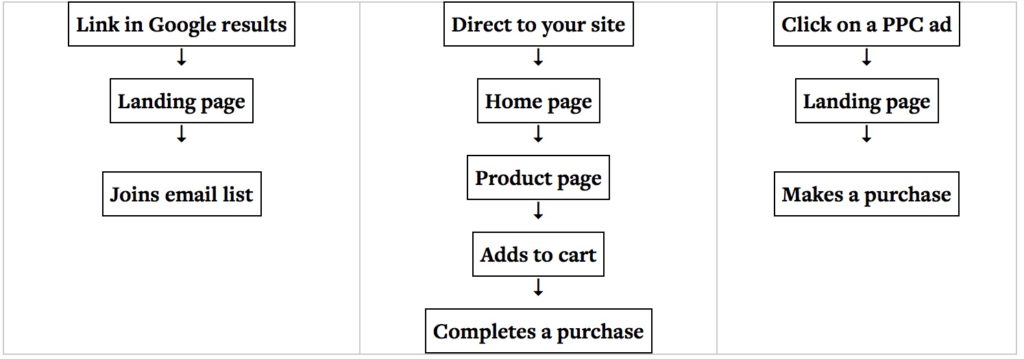 Link in Google results
↓
Landing page
↓
Joins email list
Direct to your site
↓
Home page
↓
Product page
↓
Adds to cart
↓
Completes a purchase
Click on a PPC ad
↓
Landing page
↓
Makes a purchase